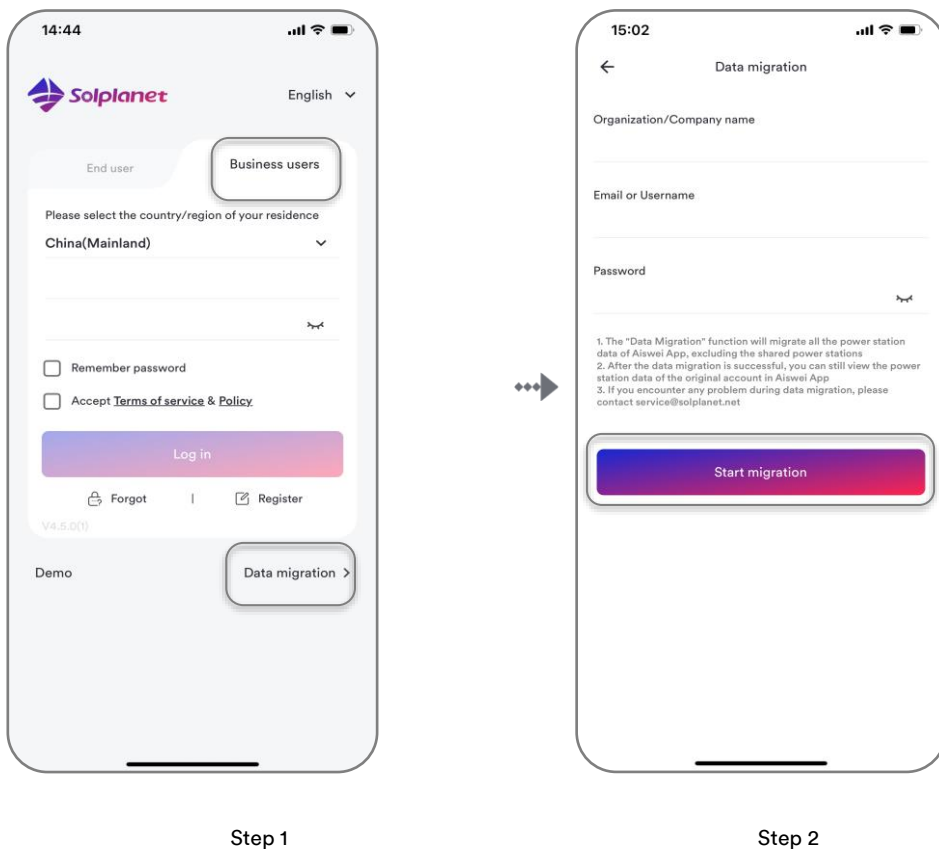 14:44
Solplanet
English
End user
Business users
Please select the country/region of your residence
China(Mainland)
Remember password
Accept Terms of service & Policy
Log in
Forgot | Register
V4.5.0(1)
Demo
Data migration >
Step 1
15:02
Data migration
Organization/Company name
Email or Username
Password
1. The "Data Migration" function will migrate all the power station
data of Aiswei App, excluding the shared power stations
2. After the data migration is successful, you can still view the power
station data of the original account in Aiswei App
3. If you encounter any problem during data migration, please
contact service@solplanet.net
Start migration
Step 2